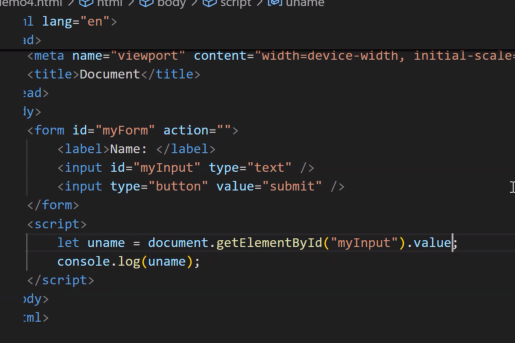 demo4.html > html > body > script > uname
ml lang="en">
ad>
<meta name="viewport" content="width=device-width, initial-scale=
<title>Document</title>
ead>
dy>
<form id="myForm" action="">
<label>Name: </label>
<input id="myInput" type="text" />
<input type="button" value="submit" />
</form>
<script>
let uname = document.getElementById("myInput").value;
console.log(uname);
</script>
ody>
tml>